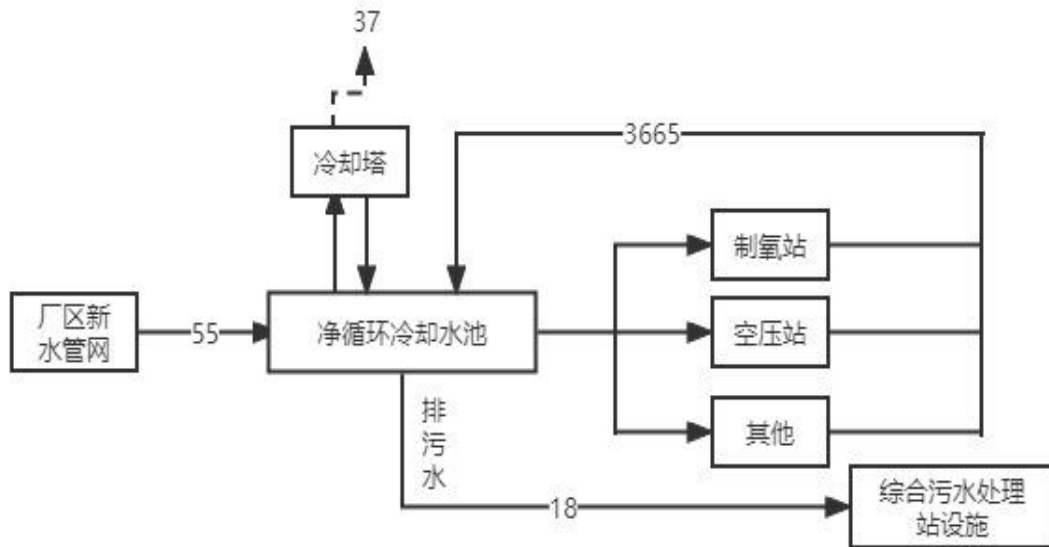 37
冷却塔
3665
制氧站
厂区新
水管网
55
净循环冷却水池
空压站
排
污
水
其他
18
综合污水处理
站设施